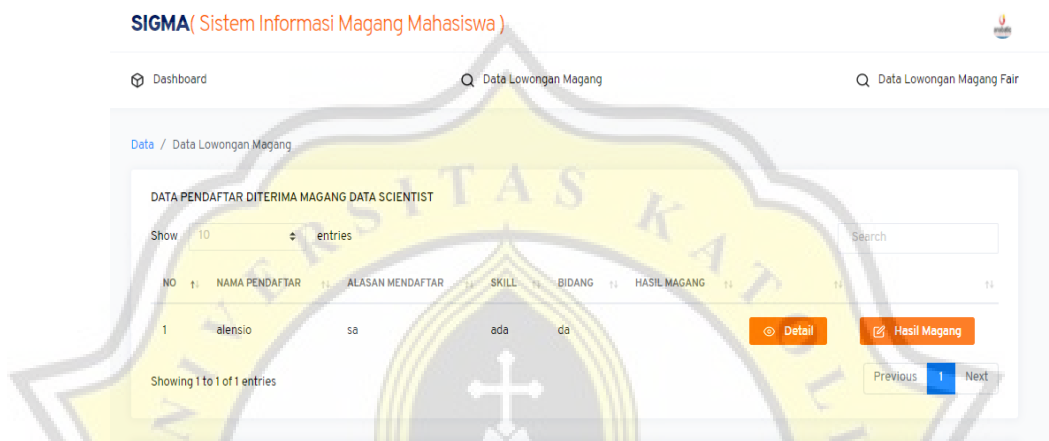 SIGMA( Sistem Informasi Magang Mahasiswa )
Dashboard Data Lowongan Magang Data Lowongan Magang Fair
Data / Data Lowongan Magang
DATA PENDAFTAR DITERIMA MAGANG DATA SCIENTIST
Show 10 entries Search
NO NAMA PENDAFTAR ALASAN MENDAFTAR SKILL BIDANG HASIL MAGANG
1 alensio sa ada da Detail Hasil Magang
Showing 1 to 1 of 1 entries Previous 1 Next
UNIVERSITAS KATOLI